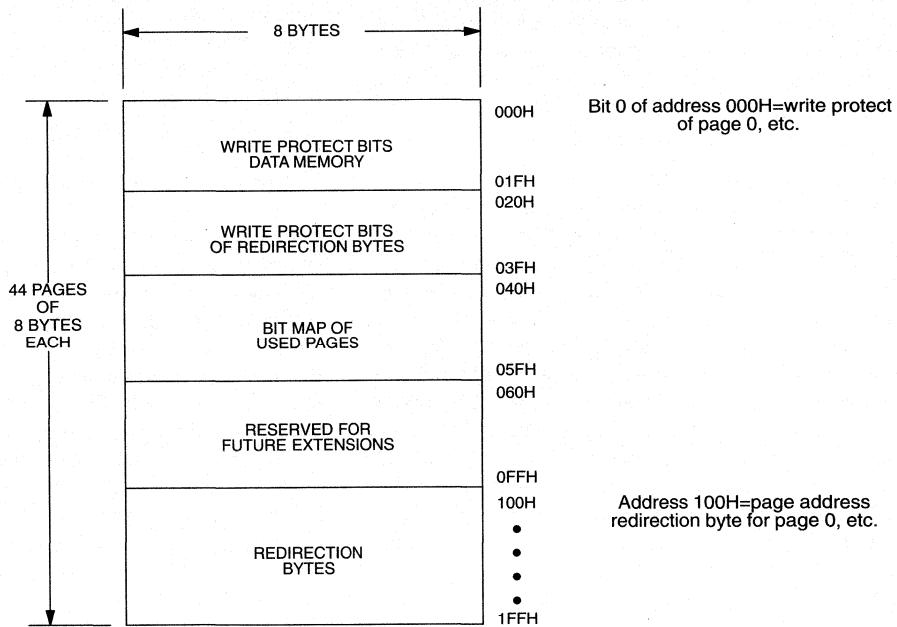 8 BYTES
000H
Bit 0 of address 000H=write protect
of page 0, etc.
WRITE PROTECT BITS
DATA MEMORY
01FH
020H
WRITE PROTECT BITS
OF REDIRECTION BYTES
03FH
44 PAGES
OF
8 BYTES
EACH
040H
BIT MAP OF
USED PAGES
05FH
060H
RESERVED FOR
FUTURE EXTENSIONS
0FFH
100H
Address 100H=page address
redirection byte for page 0, etc.
REDIRECTION
BYTES
1FFH